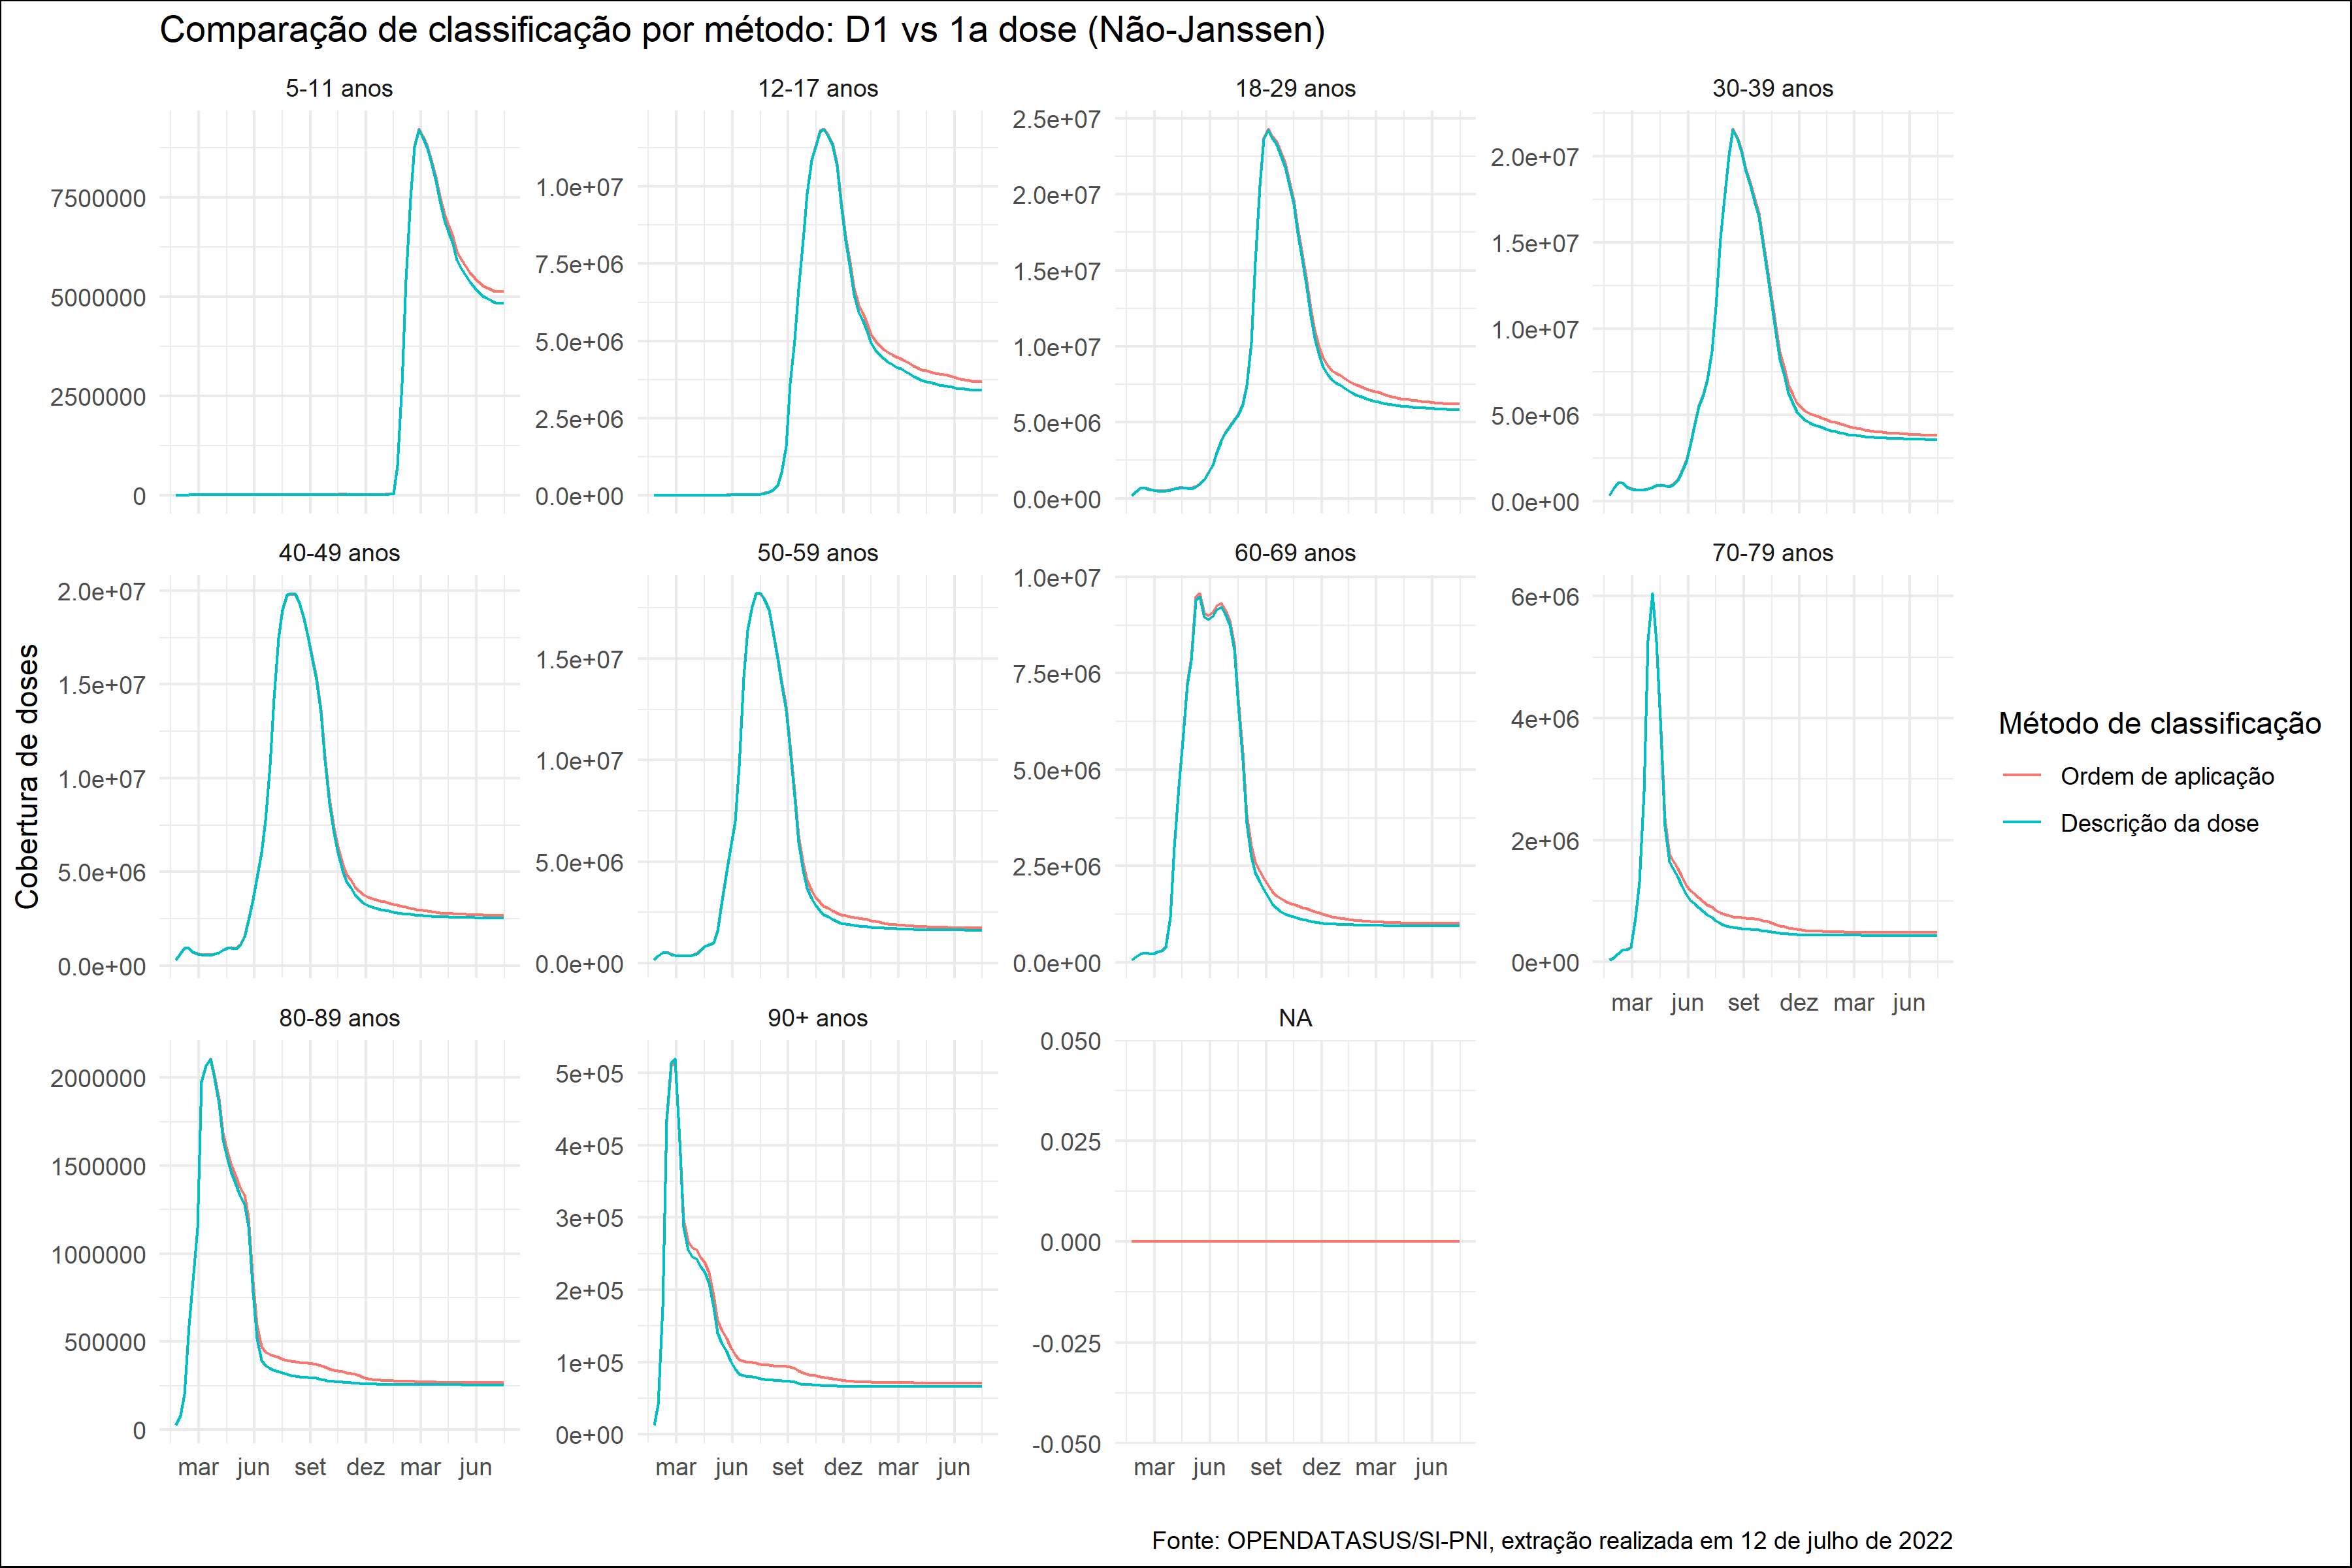 Comparação de classificação por método: D1 vs 1a dose (Não-Janssen)
5-11 anos
12-17 anos
18-29 anos
30-39 anos
7500000
5000000
2500000
0
1.0e+07
7.5e+06
5.0e+06
2.5e+06
0.0e+00
2.5e+07
2.0e+07
1.5e+07
1.0e+07
5.0e+06
0.0e+00
2.0e+07
1.5e+07
1.0e+07
5.0e+06
0.0e+00
40-49 anos
50-59 anos
60-69 anos
70-79 anos
Cobertura de doses
2.0e+07
1.5e+07
1.0e+07
5.0e+06
0.0e+00
1.5e+07
1.0e+07
5.0e+06
0.0e+00
1.0e+07
7.5e+06
5.0e+06
2.5e+06
0.0e+00
6e+06
4e+06
2e+06
0e+00
mar jun set dez mar jun
Método de classificação
Ordem de aplicação
Descrição da dose
80-89 anos
90+ anos
NA
2000000
1500000
1000000
500000
0
5e+05
4e+05
3e+05
2e+05
1e+05
0e+00
0.050
0.025
0.000
-0.025
-0.050
mar jun set dez mar jun
mar jun set dez mar jun
mar jun set dez mar jun
Fonte: OPENDATASUS/SI-PNI, extração realizada em 12 de julho de 2022